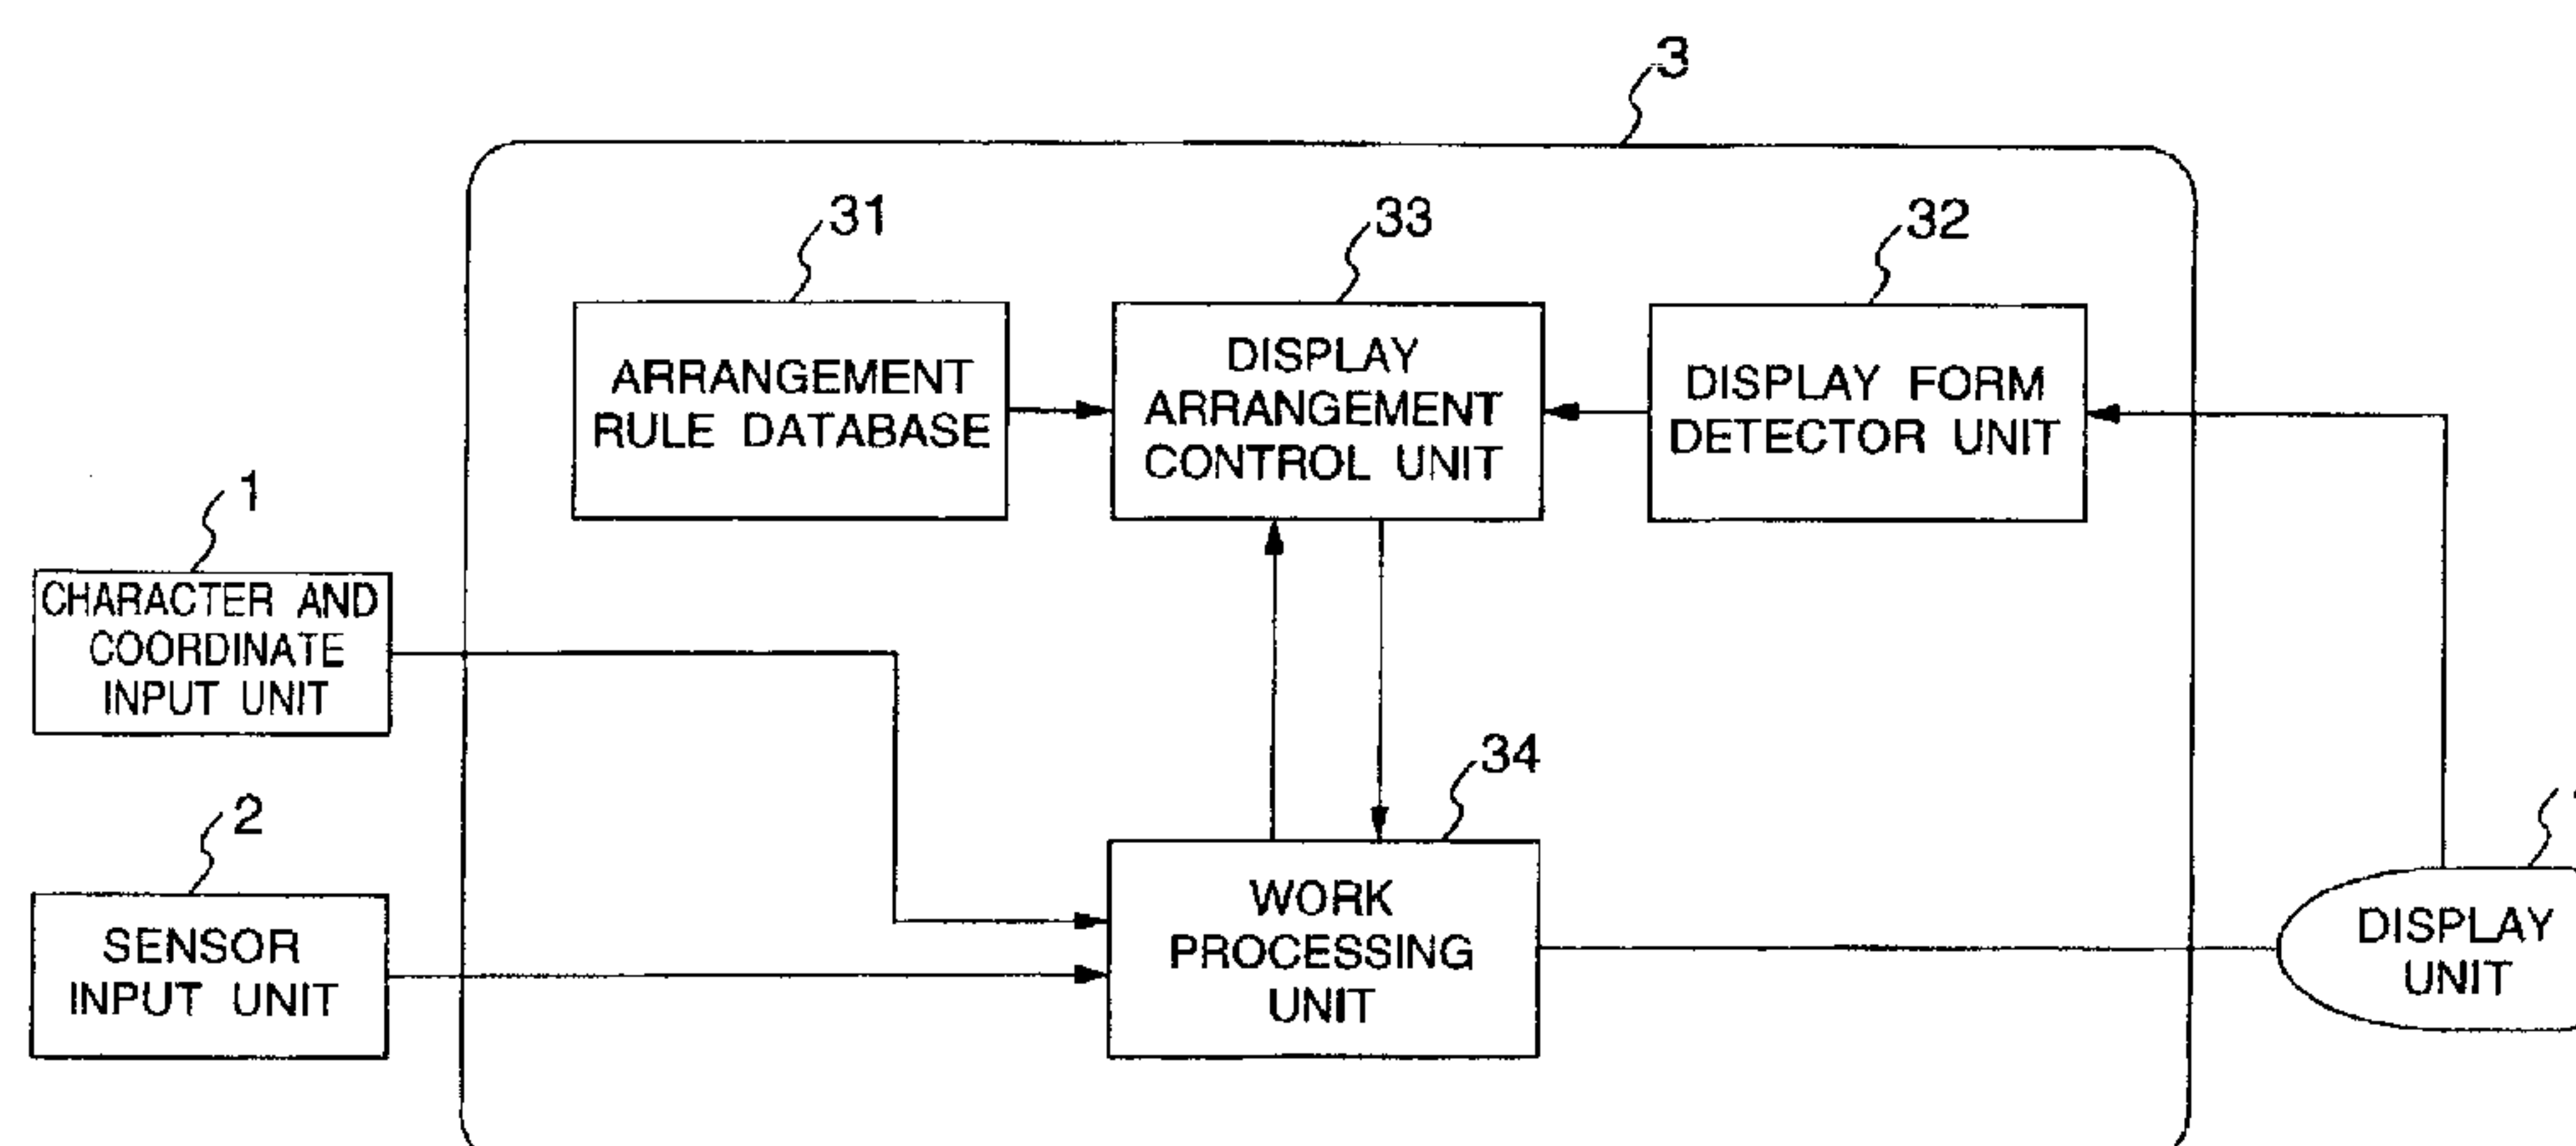 3
31
33
32
ARRANGEMENT
RULE DATABASE
DISPLAY
ARRANGEMENT
CONTROL UNIT
DISPLAY FORM
DETECTOR UNIT
1
CHARACTER AND
COORDINATE
INPUT UNIT
2
SENSOR
INPUT UNIT
34
WORK
PROCESSING
UNIT
DISPLAY
UNIT